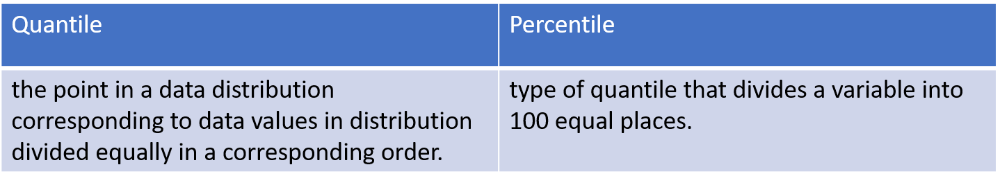 Quantile
Percentile
the point in a data distribution
corresponding to data values in distribution
divided equally in a corresponding order.
type of quantile that divides a variable into
100 equal places.